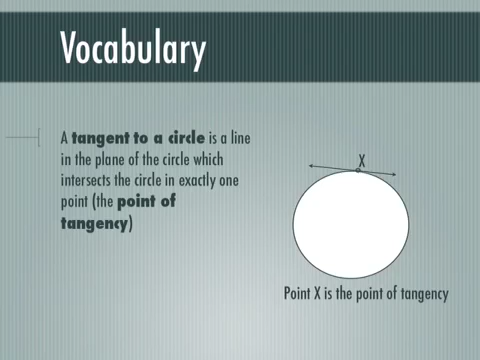 Vocabulary
A tangent to a circle is a line
in the plane of the circle which
intersects the circle in exactly one
point (the point of
tangency)
X
Point X is the point of tangency